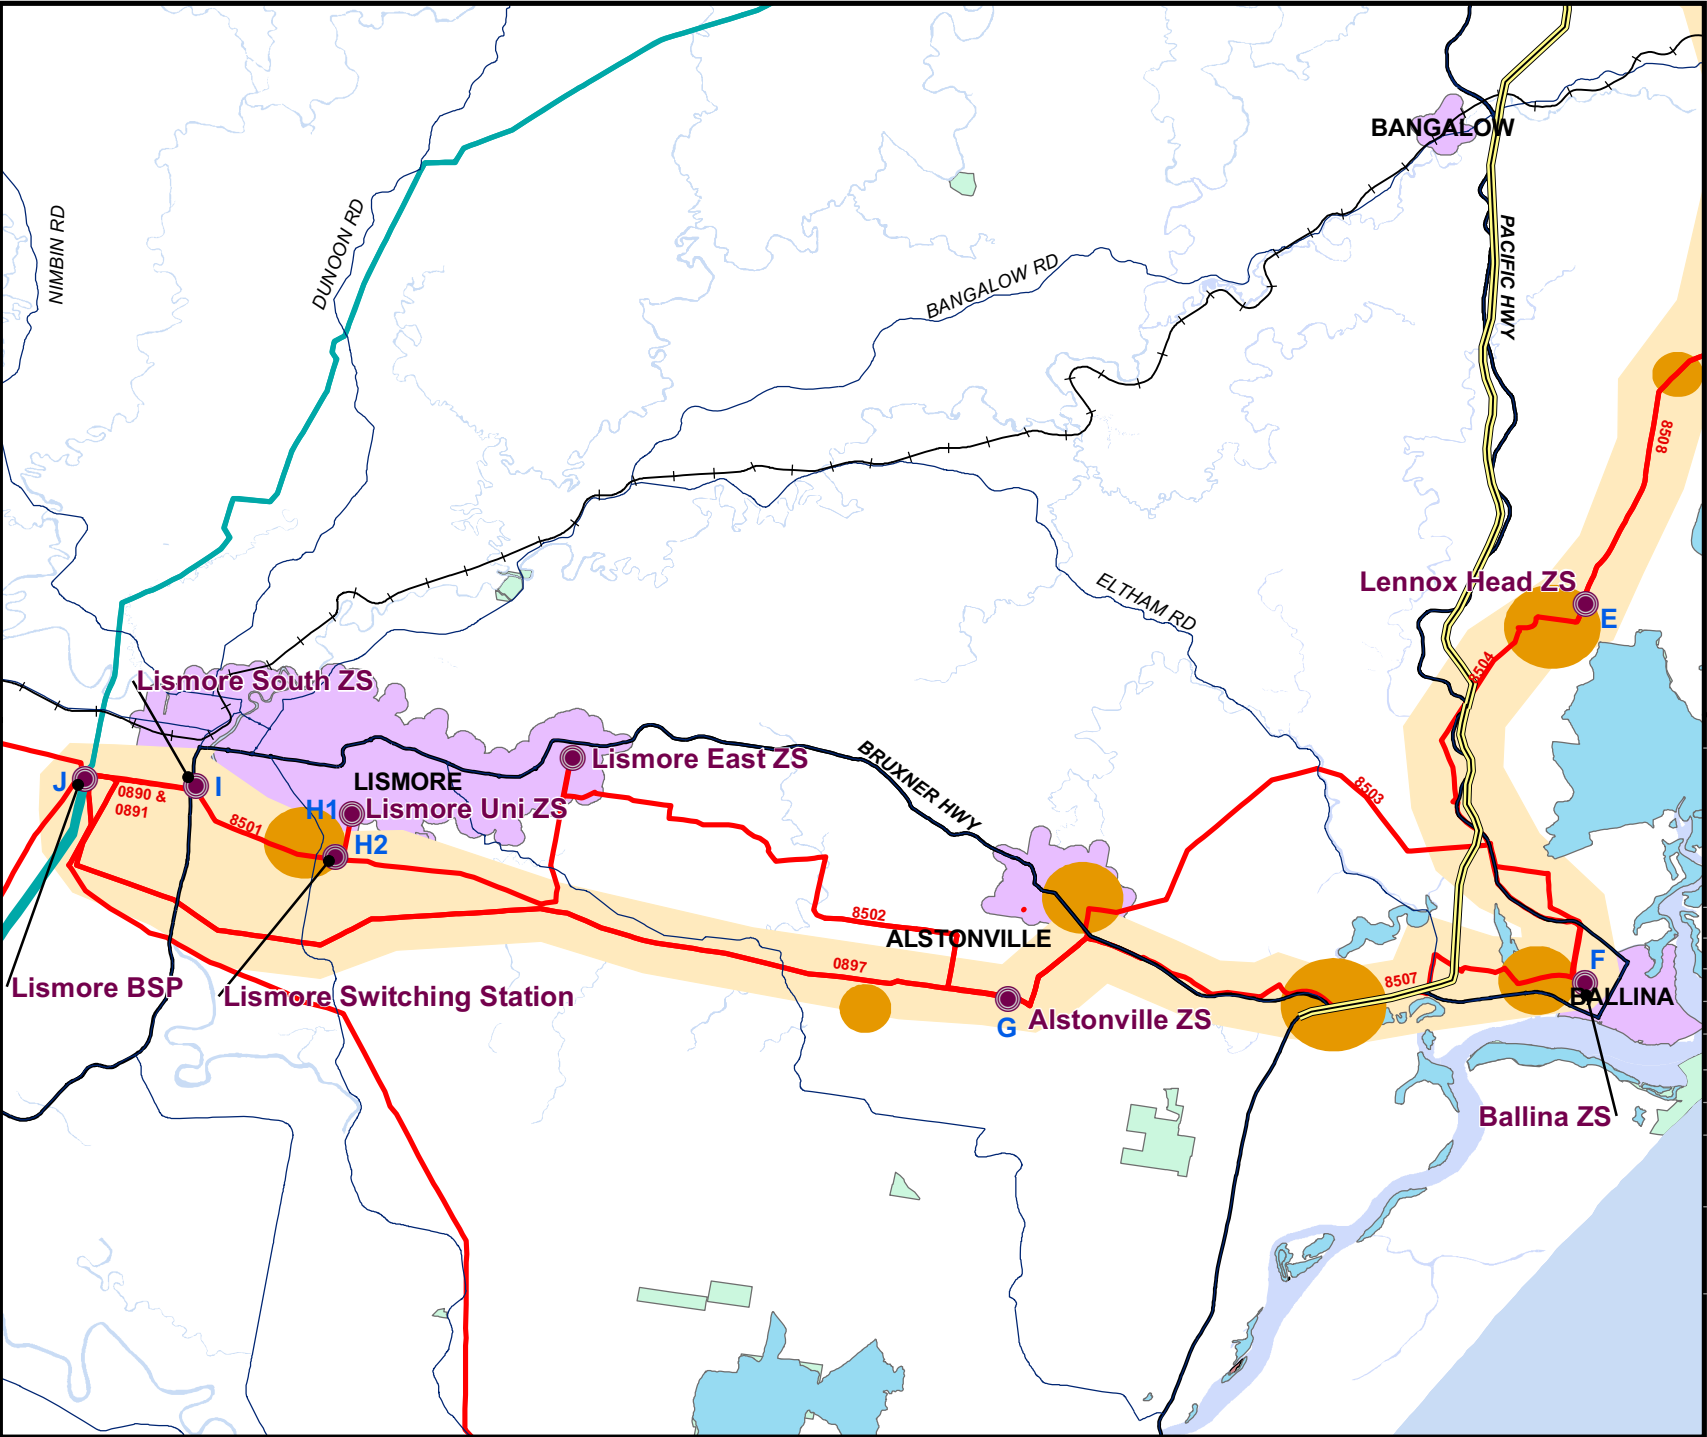 BANGALOW
NIMBIN RD
DUNOON RD
PACIFIC HWY
BANGALOW RD
8508
ELTHAM RD
Lennox Head ZS
E
8504
Lismore South ZS
BRUXNER HWY
Lismore East ZS
J
I
LISMORE
0890 &
0891
H1
Lismore Uni ZS
8503
8501
H2
8502
ALSTONVILLE
0897
F
8507
Lismore BSP
Lismore Switching Station
BALLINA
G
Alstonville ZS
Ballina ZS